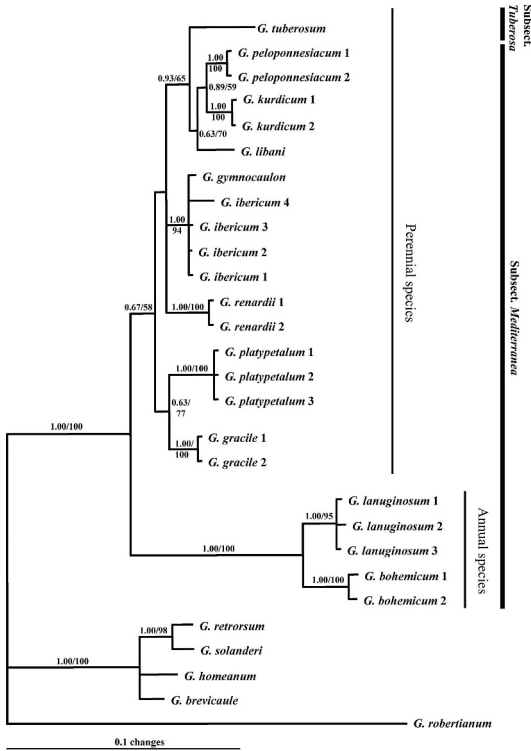 Subsect.
Tuberosa
G. tuberosum
G. peloponnesiacum 1
1.00
100
G. peloponnesiacum 2
0.93/65
0.89/59
G. kurdicum 1
1.00
100
G. kurdicum 2
0.63/70
G. libani
G. gymnocaulon
G. ibericum 4
1.00
94
G. ibericum 3
G. ibericum 2
G. ibericum 1
Perennial species
Subsect. Mediterranea
G. renardii 1
0.67/58
1.00/100
G. renardii 2
G. platypetalum 1
1.00/100
G. platypetalum 2
G. platypetalum 3
0.63/
77
1.00/100
G. gracile 1
1.00/
100
G. gracile 2
G. lanuginosum 1
1.00/95
G. lanuginosum 2
G. lanuginosum 3
Annual species
1.00/100
G. bohemicum 1
1.00/100
G. bohemicum 2
G. retrorsum
1.00/98
G. solanderi
1.00/100
G. homeanum
G. brevicaule
G. robertianum
0.1 changes